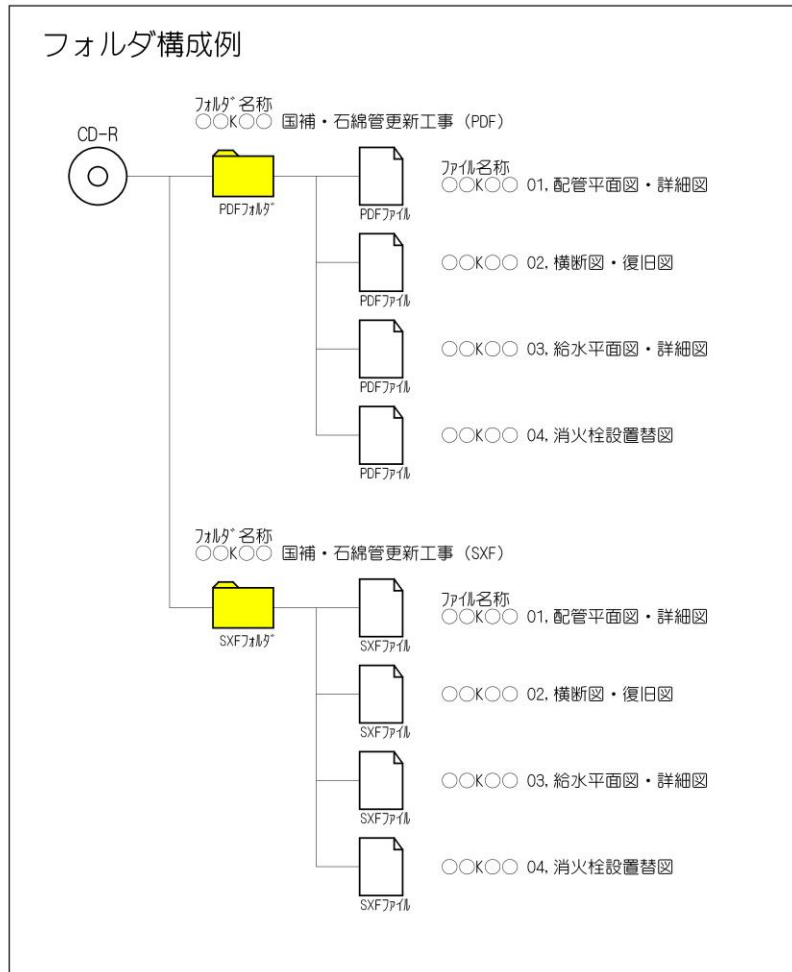 フォルダ構成例
CD-R
ﾌｫﾙﾀﾞ名称
○○K○○ 国補・石綿管更新工事（PDF）
PDFﾌｫﾙﾀﾞ
ﾌｧｲﾙ名称
○○K○○ 01,配管平面図・詳細図
PDFﾌｧｲﾙ
○○K○○ 02,横断図・復旧図
PDFﾌｧｲﾙ
○○K○○ 03,給水平面図・詳細図
PDFﾌｧｲﾙ
○○K○○ 04,消火栓設置替図
PDFﾌｧｲﾙ
ﾌｫﾙﾀﾞ名称
○○K○○ 国補・石綿管更新工事（SXF）
SXFﾌｫﾙﾀﾞ
ﾌｧｲﾙ名称
○○K○○ 01,配管平面図・詳細図
SXFﾌｧｲﾙ
○○K○○ 02,横断図・復旧図
SXFﾌｧｲﾙ
○○K○○ 03,給水平面図・詳細図
SXFﾌｧｲﾙ
○○K○○ 04,消火栓設置替図
SXFﾌｧｲﾙ